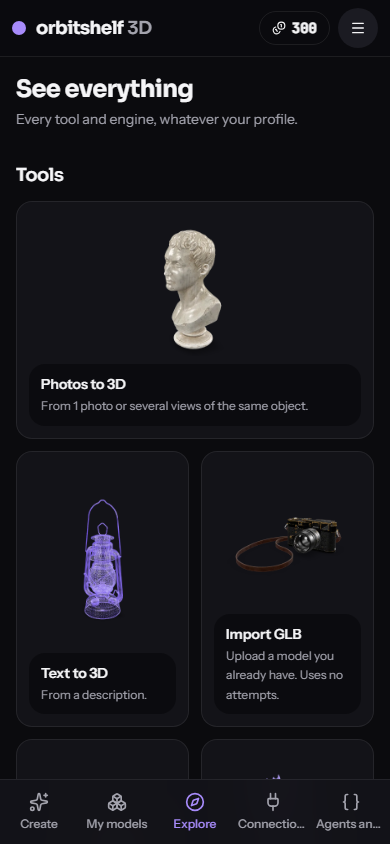 orbitshelf 3D
300
See everything
Every tool and engine, whatever your profile.
Tools
Photos to 3D
From 1 photo or several views of the same object.
Text to 3D
From a description.
Import GLB
Upload a model you
already have. Uses no
attempts.
Create
My models
Explore
Connectio...
Agents an...